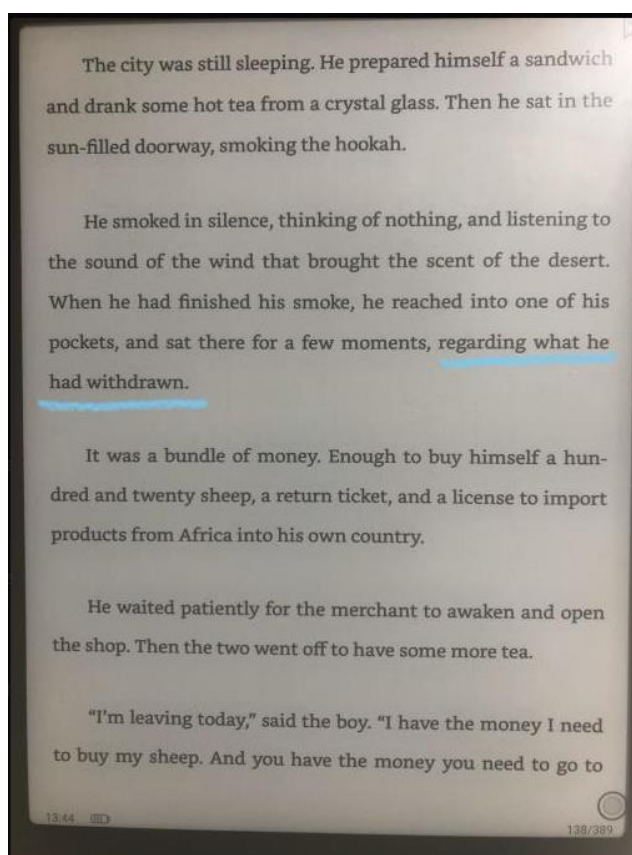 The city was still sleeping. He prepared himself a sandwich
and drank some hot tea from a crystal glass. Then he sat in the
sun-filled doorway, smoking the hookah.
He smoked in silence, thinking of nothing, and listening to
the sound of the wind that brought the scent of the desert.
When he had finished his smoke, he reached into one of his
pockets, and sat there for a few moments, regarding what he
had withdrawn.
It was a bundle of money. Enough to buy himself a hun-
dred and twenty sheep, a return ticket, and a license to import
products from Africa into his own country.
He waited patiently for the merchant to awaken and open
the shop. Then the two went off to have some more tea.
“I’m leaving today,” said the boy. “I have the money I need
to buy my sheep. And you have the money you need to go to
13:44
138/389